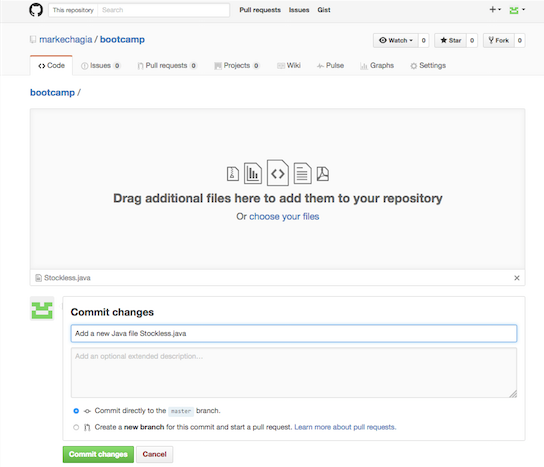 This repository Search Pull requests Issues Gist
markechagia / bootcamp Watch 0 Star 0 Fork 0
Code Issues 0 Pull requests 0 Projects 0 Wiki Pulse Graphs Settings
bootcamp /
Drag additional files here to add them to your repository
Or choose your files
Stockless.java
Commit changes
Add a new Java file Stockless.java
Add an optional extended description...
Commit directly to the master branch.
Create a new branch for this commit and start a pull request. Learn more about pull requests.
Commit changes Cancel